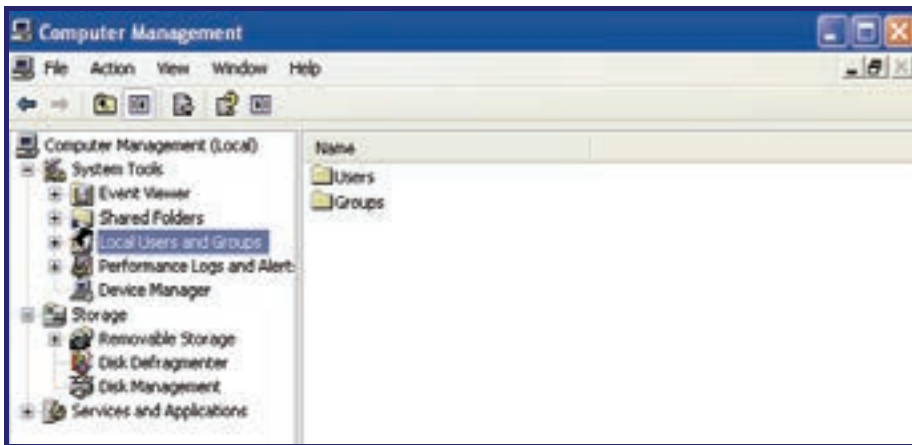 Computer Management
File Action View Window Help
Computer Management (Local)
System Tools
Event Viewer
Shared Folders
Local Users and Groups
Performance Logs and Alert
Device Manager
Storage
Removable Storage
Disk Defragmenter
Disk Management
Services and Applications
Name
Users
Groups